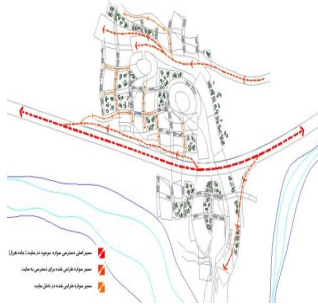 مسیر اصلی دسترسی سواره موجود در سایت ( جاده هراز)
مسیر سواره طراحی شده برای دسترسی به سایت
مسیر سواره طراحی شده در داخل سایت